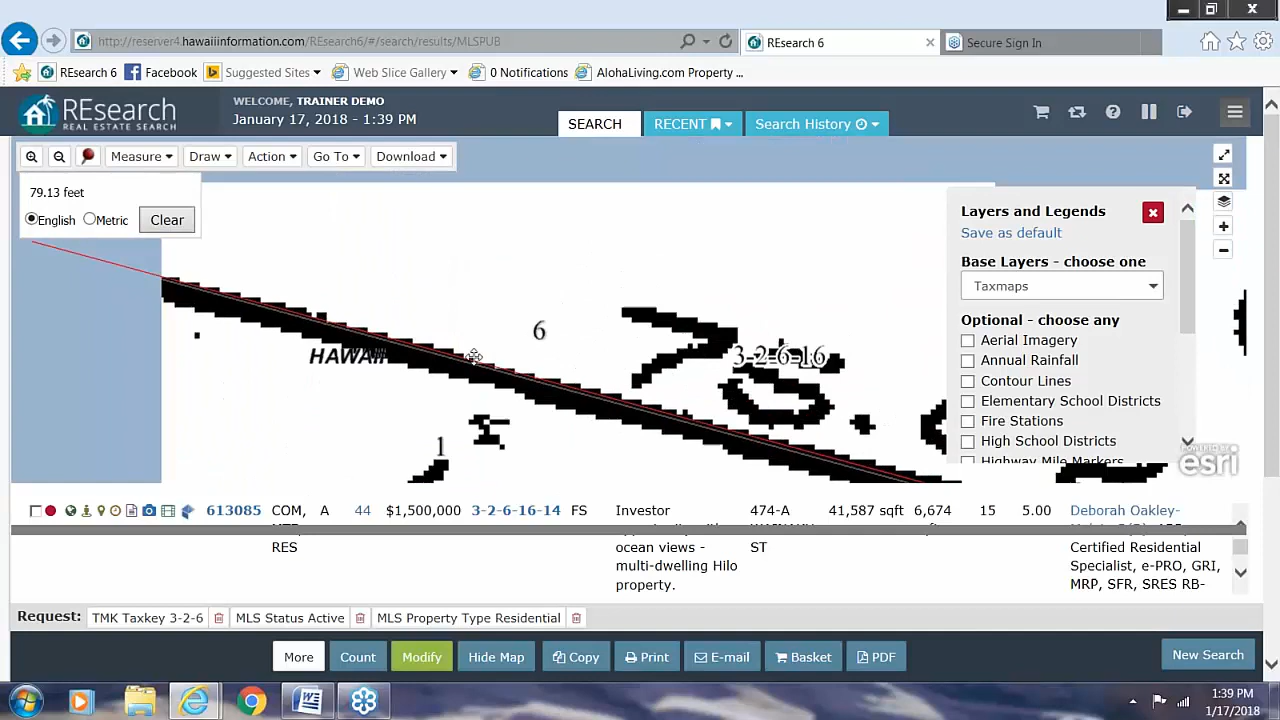 http://reserver4.hawaiiinformation.com/REsearch6/#/search/results/MLSPUB
REsearch 6
Secure Sign In
REsearch 6
Facebook
Suggested Sites
Web Slice Gallery
0 Notifications
AlohaLiving.com Property ...
REsearch
REAL ESTATE SEARCH
WELCOME, TRAINER DEMO
January 17, 2018 - 1:39 PM
SEARCH
RECENT
Search History
Measure
Draw
Action
Go To
Download
79.13 feet
English
Metric
Clear
6
3-2-6-16
1
Layers and Legends
Save as default
Base Layers - choose one
Taxmaps
Optional - choose any
Aerial Imagery
Annual Rainfall
Contour Lines
Elementary School Districts
Fire Stations
High School Districts
Highway Mile Markers
esri
613085 COM, A 44 $1,500,000 3-2-6-16-14 FS Investor 474-A 41,587 sqft 6,674 15 5.00 Deborah Oakley-
RES ocean views - ST Certified Residential
multi-dwelling Hilo Specialist, e-PRO, GRI,
property. MRP, SFR, SRES RB-
Request: TMK Taxkey 3-2-6 MLS Status Active MLS Property Type Residential
More Count Modify Hide Map Copy Print E-mail Basket PDF New Search
1:39 PM
1/17/2018